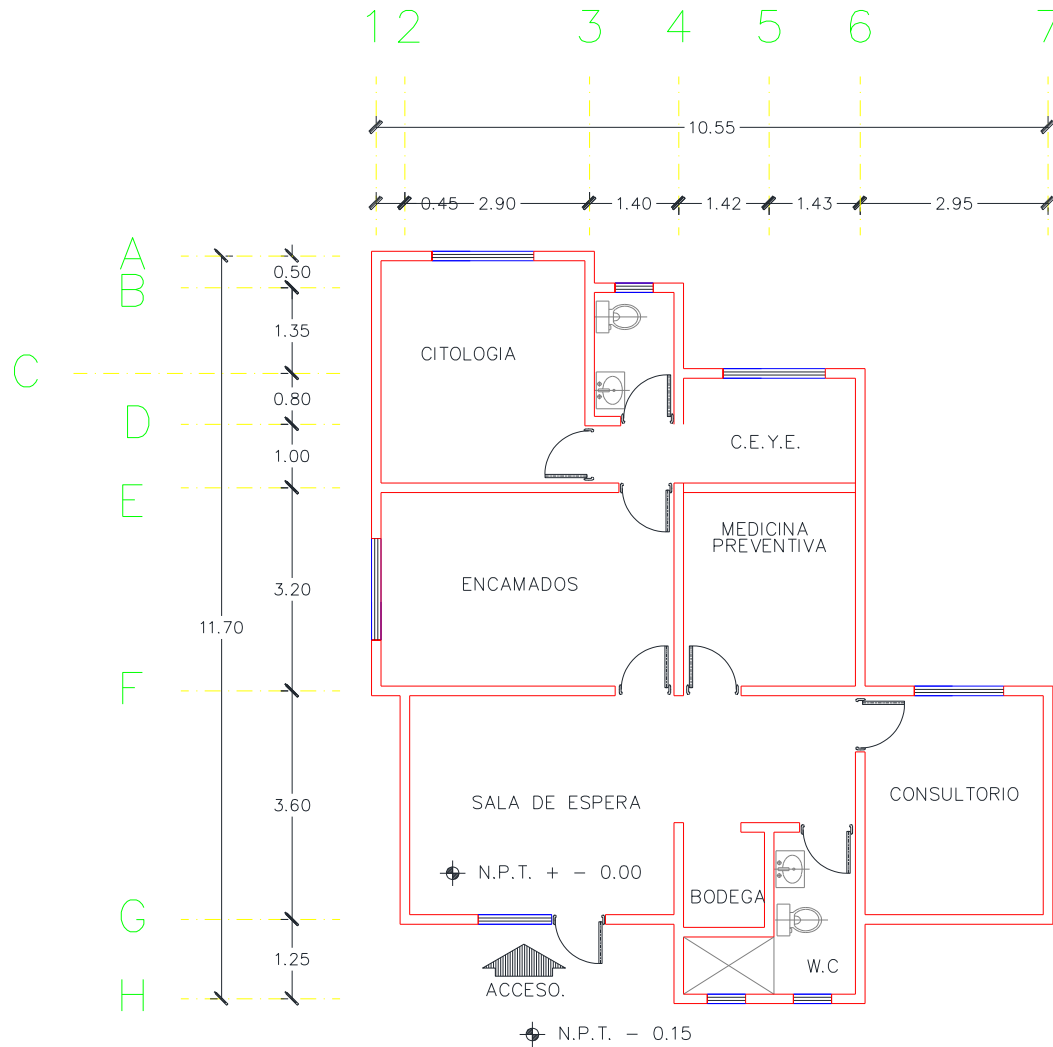 1 2 3 4 5 6 7
10.55
0.45 2.90 1.40 1.42 1.43 2.95
A
0.50
B
1.35
C
0.80
D
1.00
E
3.20
11.70
F
3.60
G
1.25
H
CITOLOGIA
C.E.Y.E.
MEDICINA
PREVENTIVA
ENCAMADOS
SALA DE ESPERA
CONSULTORIO
N.P.T. + - 0.00
BODEGA
W.C
ACCESO.
N.P.T. - 0.15